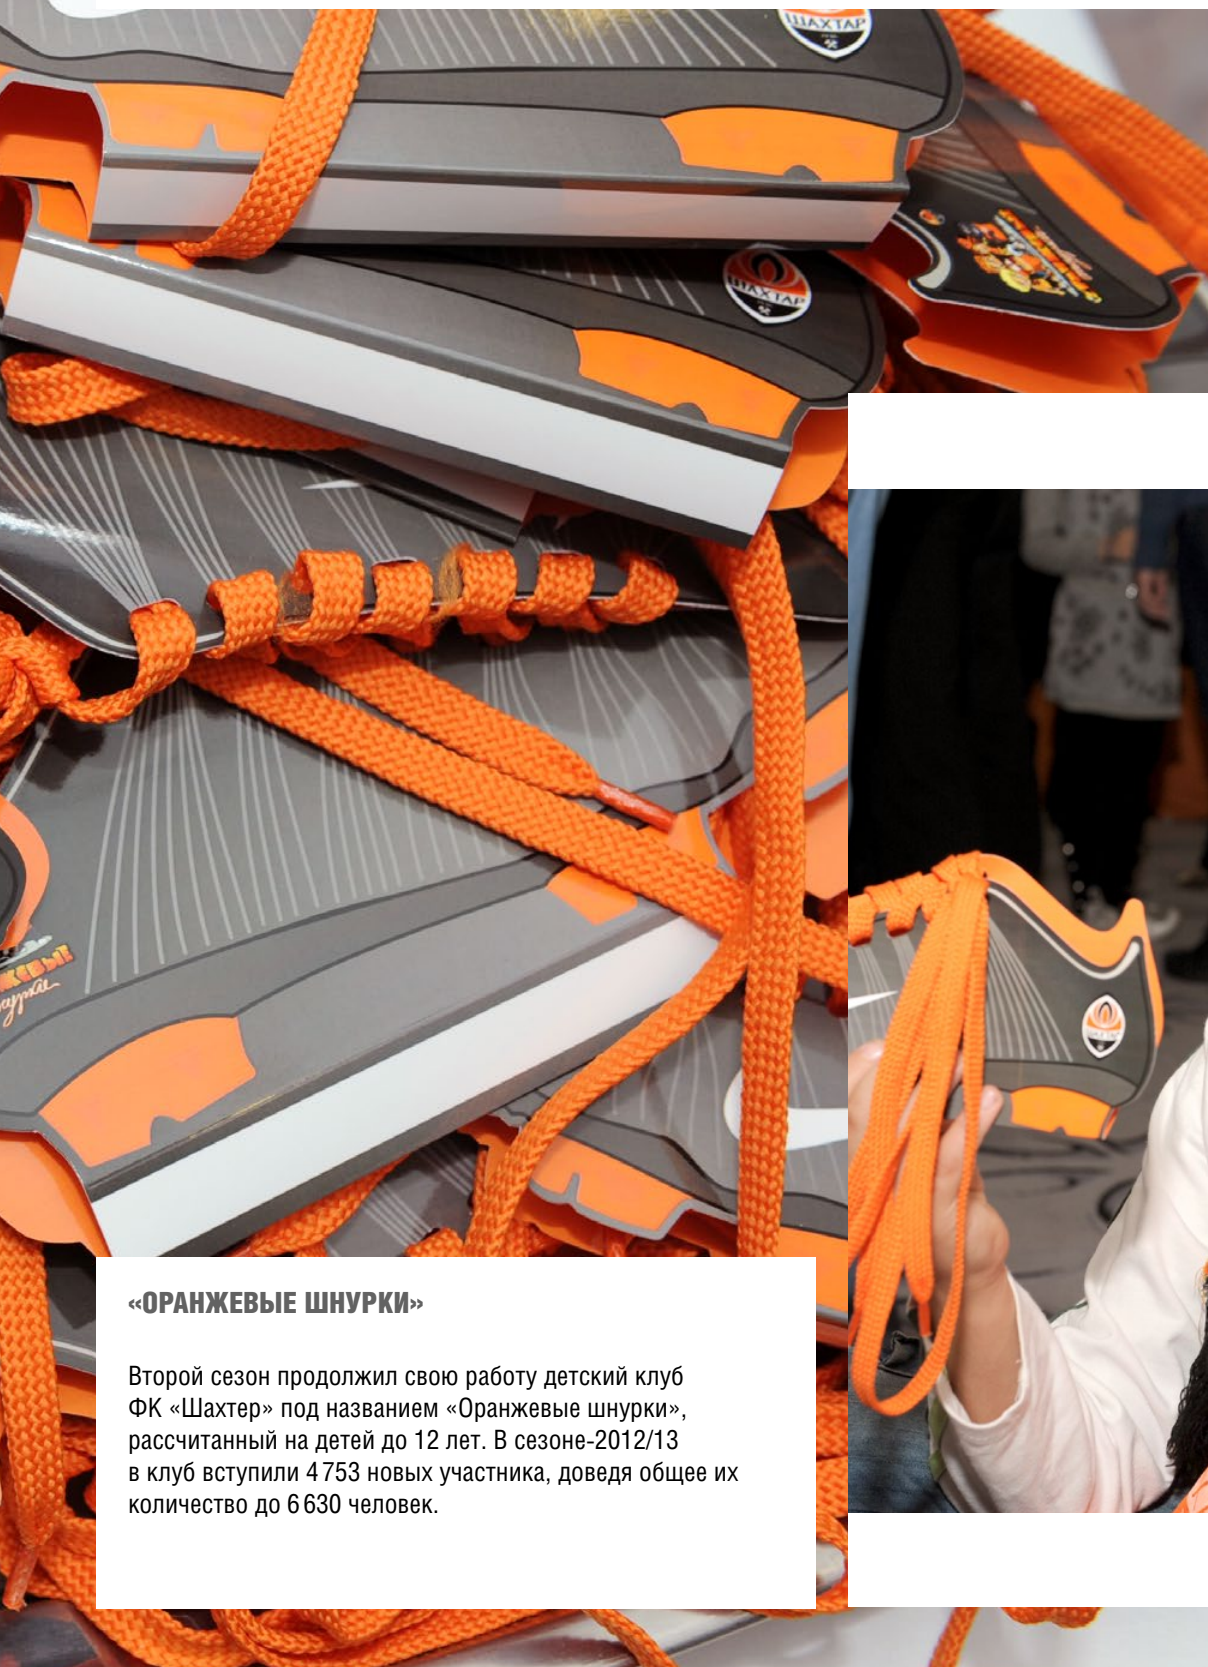 ШАХТАР
ШАХТАР
«ОРАНЖЕВЫЕ ШНУРКИ»
Второй сезон продолжил свою работу детский клуб
ФК «Шахтер» под названием «Оранжевые шнурки»,
рассчитанный на детей до 12 лет. В сезоне-2012/13
в клуб вступили 4 753 новых участника, доведя общее их
количество до 6 630 человек.
ШАХТАР